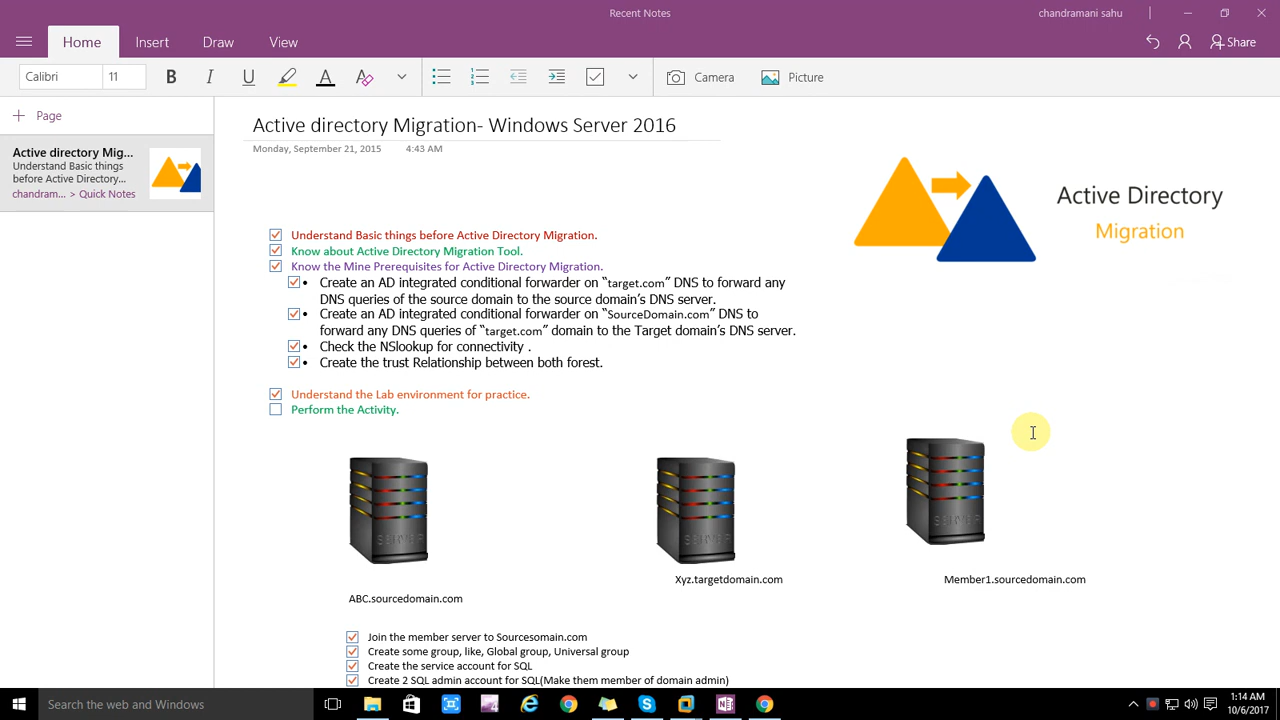 Recent Notes
chandramani sahu
Home
Insert
Draw
View
Share
Calibri
11
B
I
U
A
A
Camera
Picture
Page
Active directory Mig...
Understand Basic things
before Active Directory...
chandram... > Quick Notes
Active directory Migration- Windows Server 2016
Monday, September 21, 2015 4:43 AM
Active Directory
Migration
Understand Basic things before Active Directory Migration.
Know about Active Directory Migration Tool.
Know the Mine Prerequisites for Active Directory Migration.
• Create an AD integrated conditional forwarder on “target.com” DNS to forward any
DNS queries of the source domain to the source domain’s DNS server.
• Create an AD integrated conditional forwarder on “SourceDomain.com” DNS to
forward any DNS queries of “target.com” domain to the Target domain’s DNS server.
• Check the NSlookup for connectivity .
• Create the trust Relationship between both forest.
Understand the Lab environment for practice.
Perform the Activity.
SERVER
SERVER
SERVER
ABC.sourcedomain.com
Xyz.targetdomain.com
Member1.sourcedomain.com
Join the member server to Sourcesomain.com
Create some group, like, Global group, Universal group
Create the service account for SQL
Create 2 SQL admin account for SQL(Make them member of domain admin)
Search the web and Windows
1:14 AM
10/6/2017